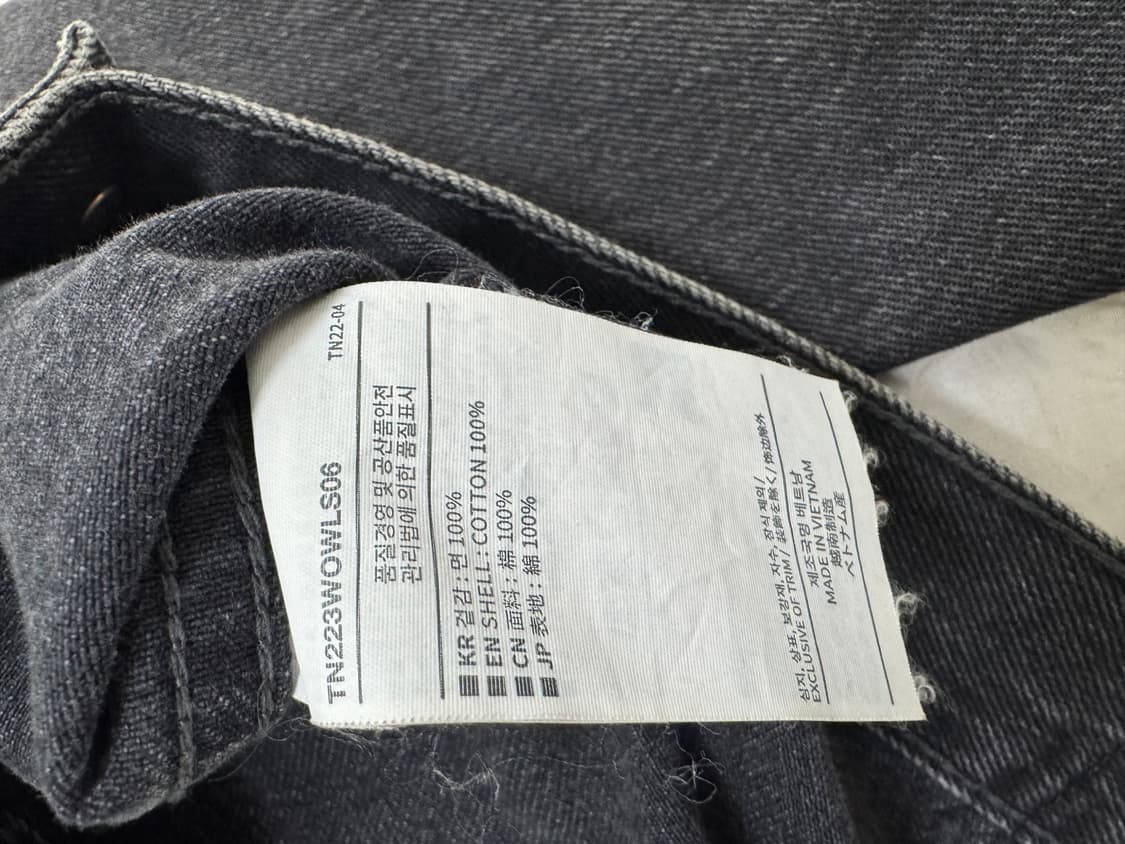 TN223WOWLS06 TN22-04
품질경영 및 공산품안전
관리법에 의한 품질표시
KR 겉감 : 면 100%
EN SHELL : COTTON 100%
CN 面料 : 棉 100%
JP 表地 : 綿 100%
심지, 상표, 보강재, 자수, 장식 제외 /
EXCLUSIVE OF TRIM / 装飾を除く / 饰边除外
제조국명 베트남
MADE IN VIETNAM
越南制造
ベトナム産